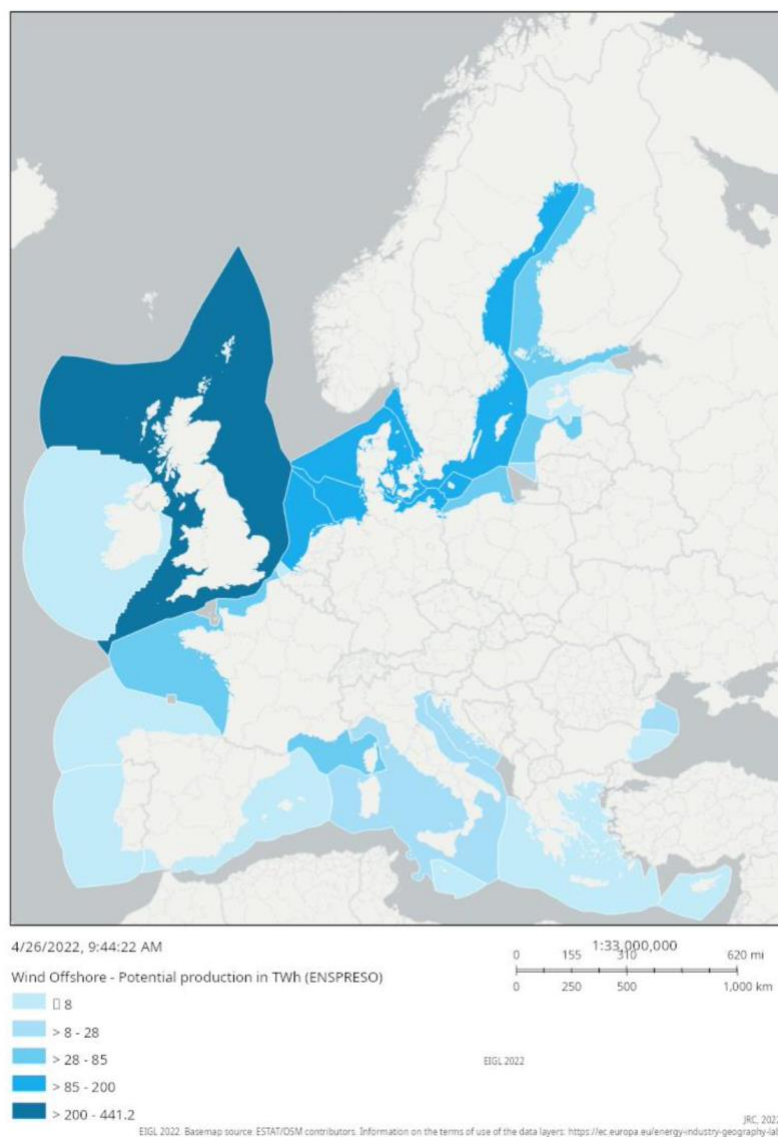 4/26/2022, 9:44:22 AM
1:33,000,000
0 155 310 620 mi
0 250 500 1,000 km
Wind Offshore - Potential production in TWh (ENSPRESO)
▯ 8
> 8 - 28
> 28 - 85
> 85 - 200
> 200 - 441.2
EIGL 2022
JRC, 202
EIGL 2022. Basemap source: ESTAT/OSM contributors. Information on the terms of use of the data layers: https://ec.europa.eu/energy-industry-geography-lab